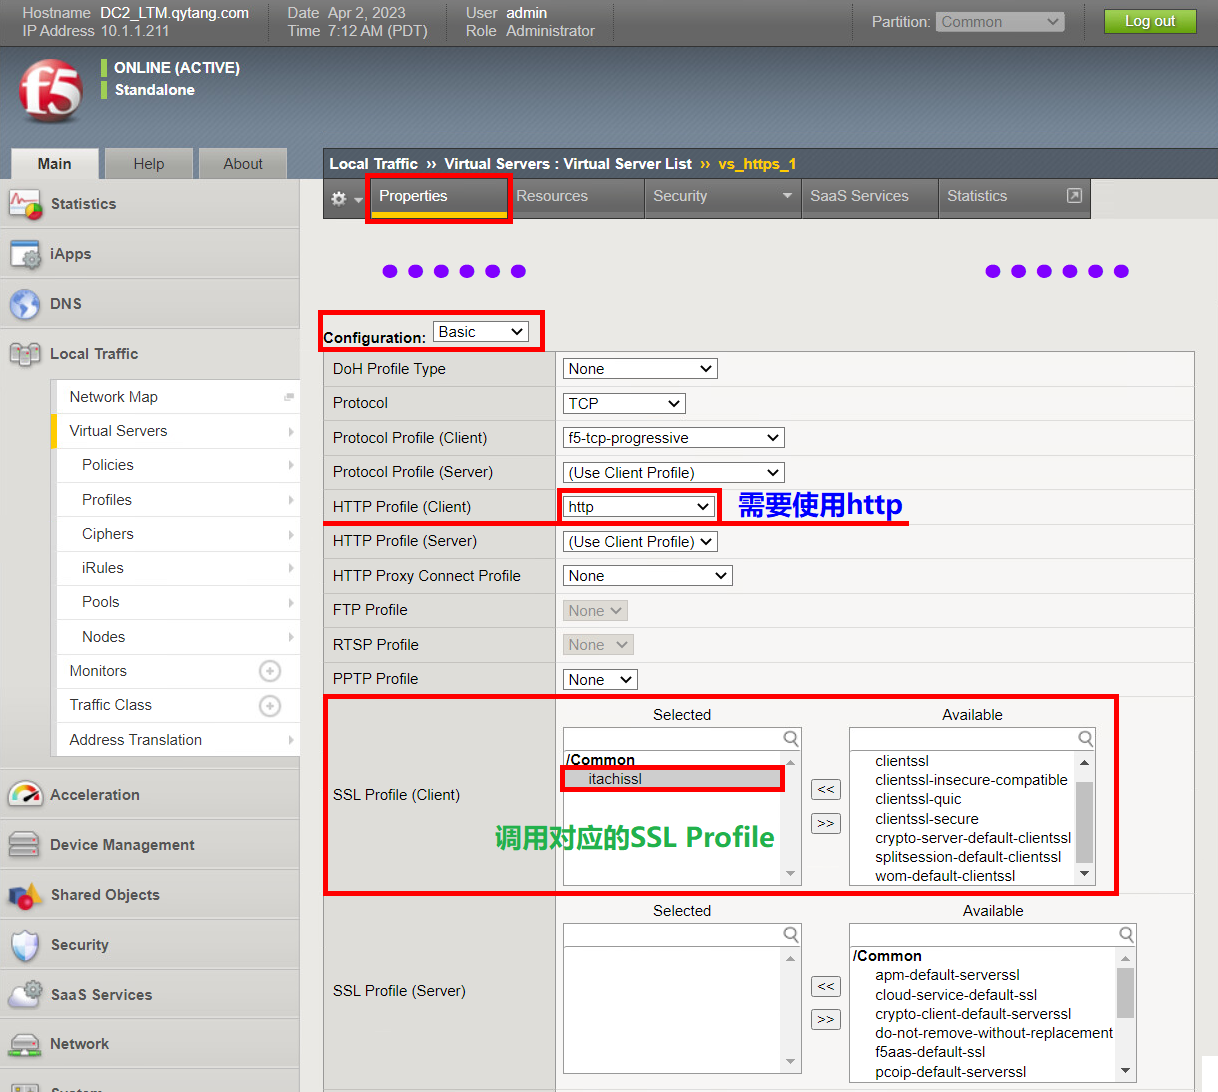 Hostname DC2_LTM.qytang.com Date Apr 2, 2023 User admin
IP Address 10.1.1.211 Time 7:12 AM (PDT) Role Administrator
Partition: Common Log out
f5
ONLINE (ACTIVE)
Standalone
Main Help About
Local Traffic ›› Virtual Servers : Virtual Server List ›› vs_https_1
Properties Resources Security SaaS Services Statistics
Statistics
iApps
DNS
Local Traffic
Network Map
Virtual Servers
Policies
Profiles
Ciphers
iRules
Pools
Nodes
Monitors
Traffic Class
Address Translation
Acceleration
Device Management
Shared Objects
Security
SaaS Services
Network
System
Configuration: Basic
DoH Profile Type None
Protocol TCP
Protocol Profile (Client) f5-tcp-progressive
Protocol Profile (Server) (Use Client Profile)
HTTP Profile (Client) http 需要使用http
HTTP Profile (Server) (Use Client Profile)
HTTP Proxy Connect Profile None
FTP Profile None
RTSP Profile None
PPTP Profile None
SSL Profile (Client)
Selected
/Common
itachissl
调用对应的SSL Profile
<<
>>
Available
clientssl
clientssl-insecure-compatible
clientssl-quic
clientssl-secure
crypto-server-default-clientssl
splitsession-default-clientssl
wom-default-clientssl
SSL Profile (Server)
Selected
<<
>>
Available
/Common
apm-default-serverssl
cloud-service-default-ssl
crypto-client-default-serverssl
do-not-remove-without-replacement
f5aas-default-ssl
pcoip-default-serverssl